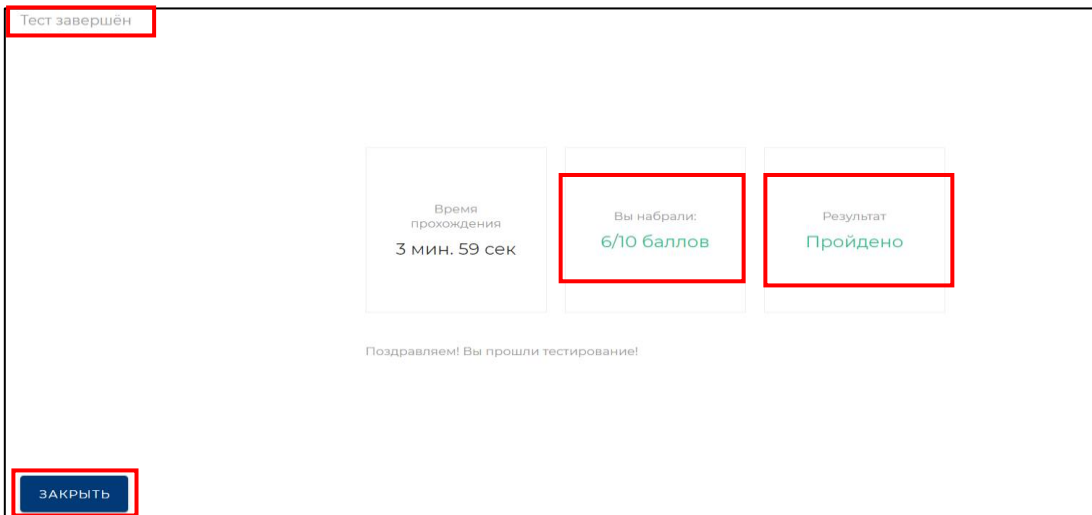 Тест завершён
Время
прохождения
3 мин. 59 сек
Вы набрали:
6/10 баллов
Результат
Пройдено
Поздравляем! Вы прошли тестирование!
ЗАКРЫТЬ